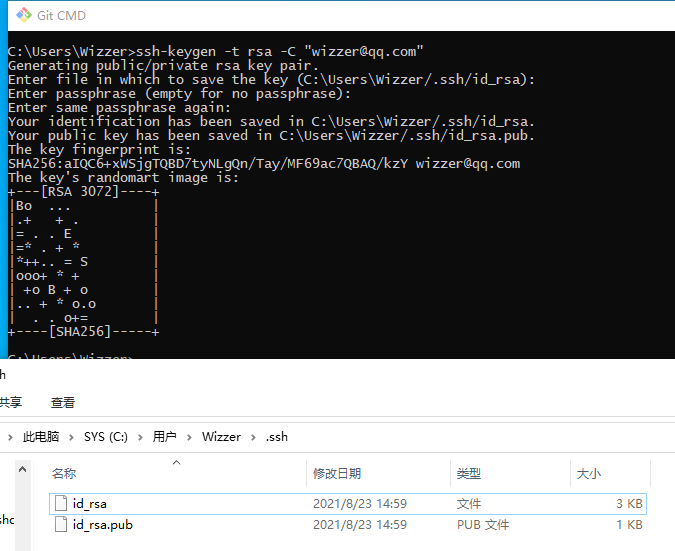 Git CMD
C:\Users\Wizzer>ssh-keygen -t rsa -C "wizzer@qq.com"
Generating public/private rsa key pair.
Enter file in which to save the key (C:\Users\Wizzer/.ssh/id_rsa):
Enter passphrase (empty for no passphrase):
Enter same passphrase again:
Your identification has been saved in C:\Users\Wizzer/.ssh/id_rsa.
Your public key has been saved in C:\Users\Wizzer/.ssh/id_rsa.pub.
The key fingerprint is:
SHA256:aIQC6+xWSjgTQBD7tyNLgQn/Tay/MF69ac7QBAQ/kzY wizzer@qq.com
The key's randomart image is:
+---[RSA 3072]----+
|Bo  ...          |
|.+   + .         |
|= . . E          |
|=* . + *         |
|*++.. = S        |
|ooo+ * +         |
| +o B + o        |
|.. + * o.o       |
|  . . o+=        |
+----[SHA256]-----+
C:\Users\Wizzer>
h
共享 查看
此电脑 › SYS (C:) › 用户 › Wizzer › .ssh
名称 修改日期 类型 大小
id_rsa 2021/8/23 14:59 文件 3 KB
id_rsa.pub 2021/8/23 14:59 PUB 文件 1 KB